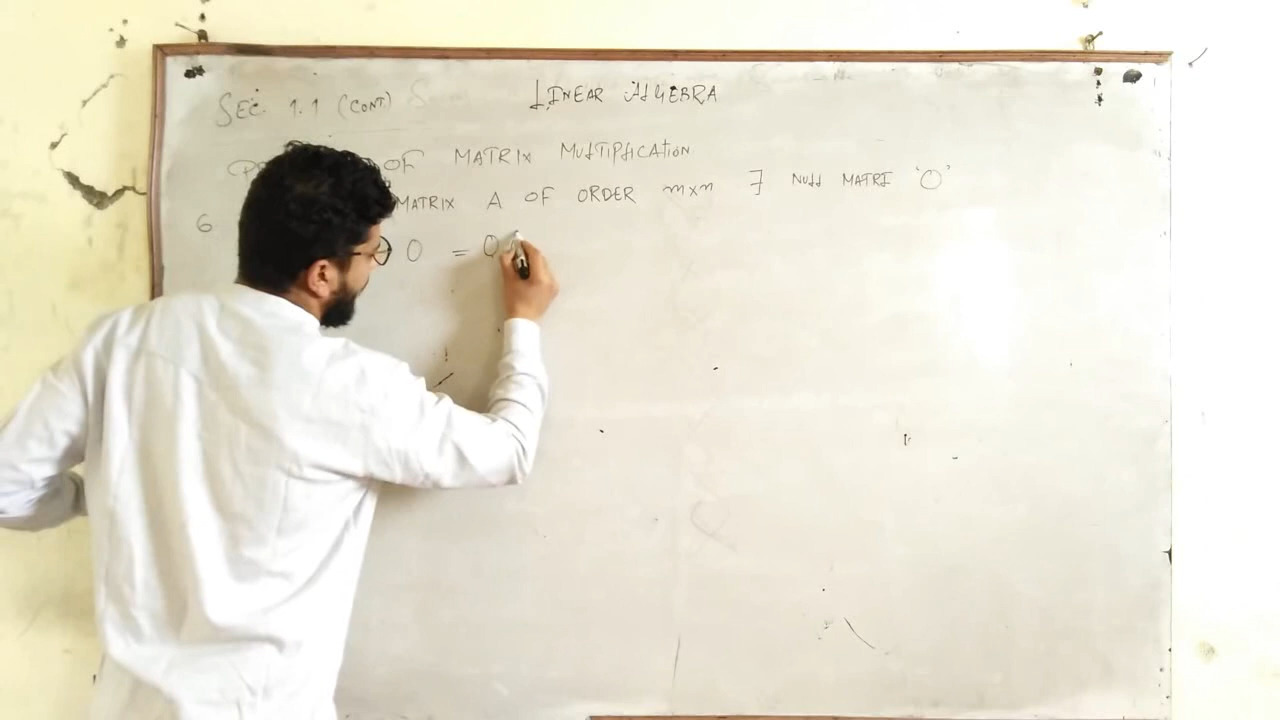 SEC. 1.1 (CONT.)
LINEAR ALGEBRA
OF MATRIX MULTIPLICATION
6
MATRIX A OF ORDER m×n ∃ NULL MATRI 'O'
O = O